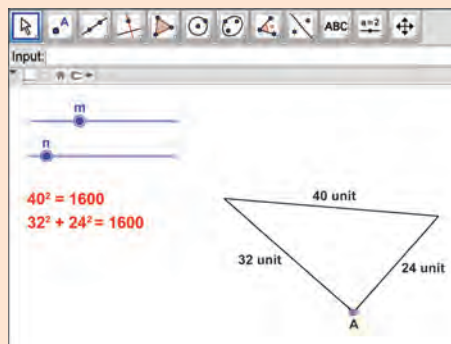 A
ABC
a=2
Input:
m
n
40² = 1600
32² + 24² = 1600
40 unit
32 unit
24 unit
A